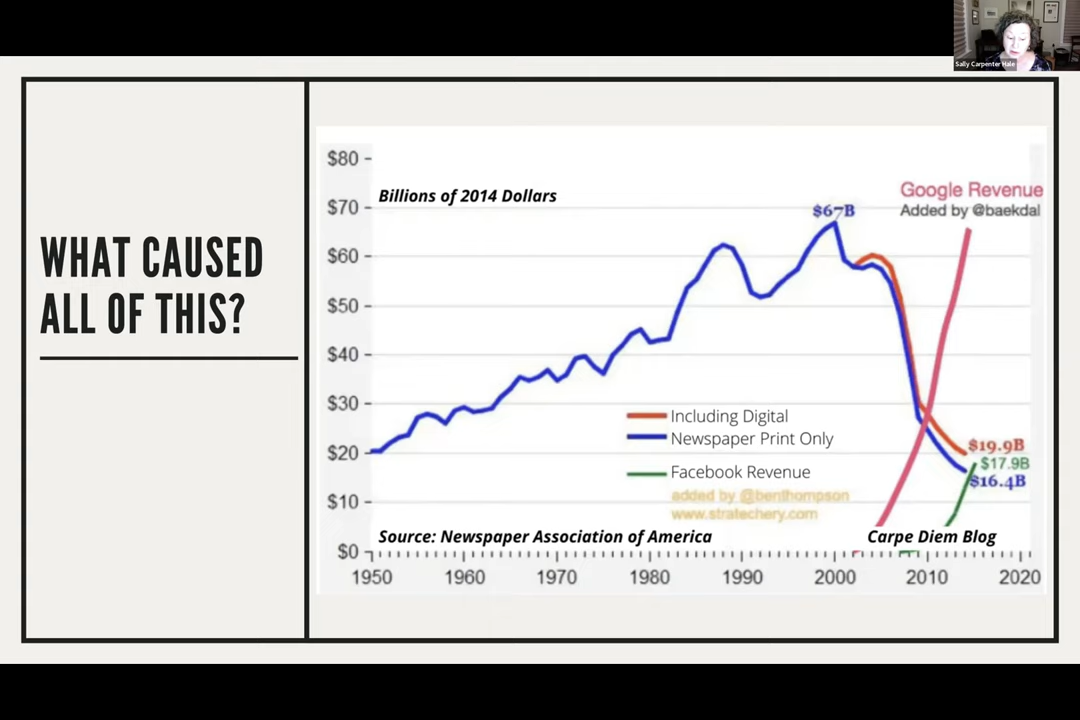 Sally Carpenter Hale
WHAT CAUSED
ALL OF THIS?
$80
$70
$60
$50
$40
$30
$20
$10
$0
Billions of 2014 Dollars
$67B
Google Revenue
Added by @baekdal
Including Digital
Newspaper Print Only
Facebook Revenue
added by @benthompson
www.stratechery.com
$19.9B
$17.9B
$16.4B
Source: Newspaper Association of America
Carpe Diem Blog
1950 1960 1970 1980 1990 2000 2010 2020